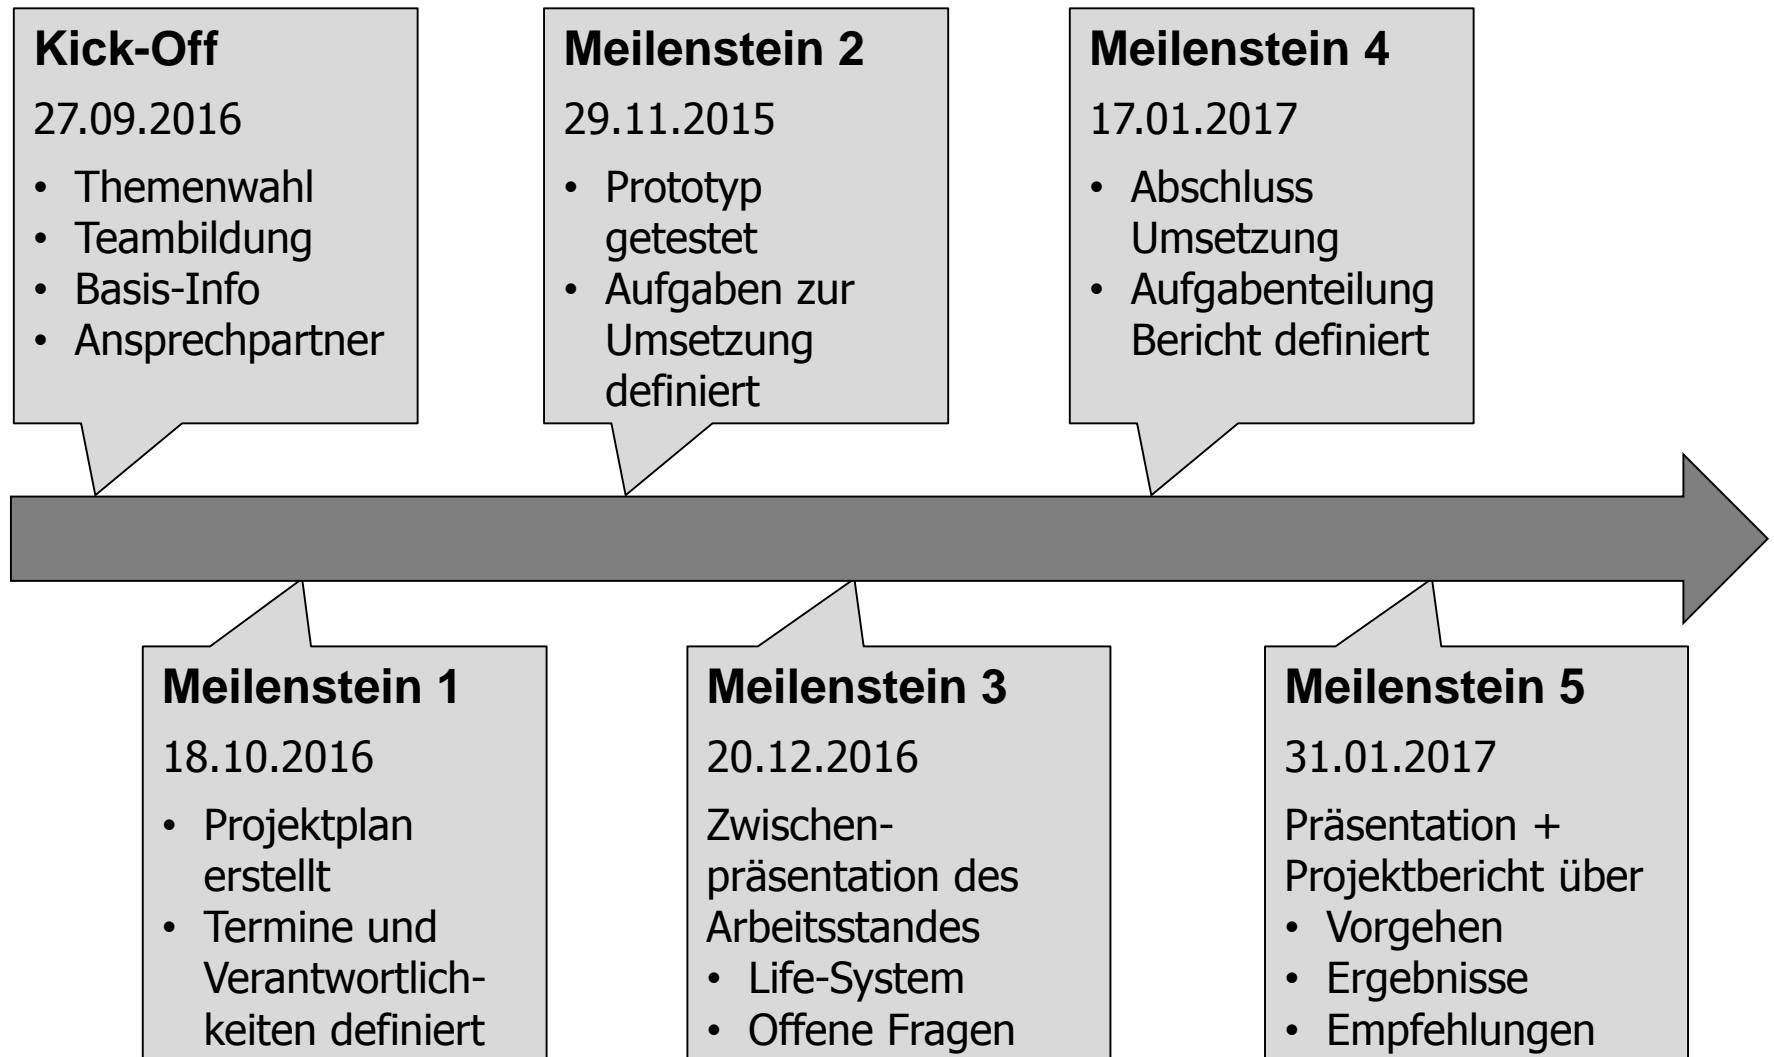 Kick-Off
27.09.2016
• Themenwahl
• Teambildung
• Basis-Info
• Ansprechpartner
Meilenstein 2
29.11.2015
• Prototyp
getestet
• Aufgaben zur
Umsetzung
definiert
Meilenstein 4
17.01.2017
• Abschluss
Umsetzung
• Aufgabenteilung
Bericht definiert
Meilenstein 1
18.10.2016
• Projektplan
erstellt
• Termine und
Verantwortlich-
keiten definiert
Meilenstein 3
20.12.2016
Zwischen-
präsentation des
Arbeitsstandes
• Life-System
• Offene Fragen
Meilenstein 5
31.01.2017
Präsentation +
Projektbericht über
• Vorgehen
• Ergebnisse
• Empfehlungen